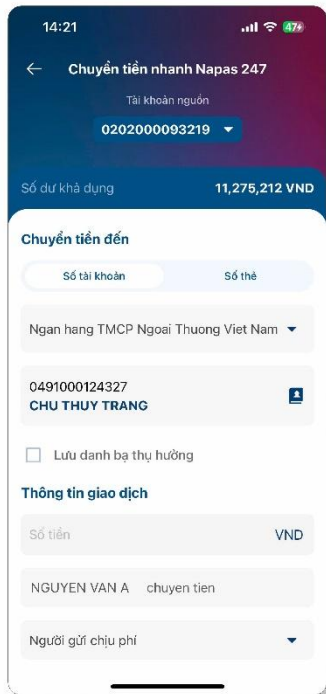 14:21
47
Chuyển tiền nhanh Napas 247
Tài khoản nguồn
0202000093219
Số dư khả dụng 11,275,212 VND
Chuyển tiền đến
Số tài khoản Số thẻ
Ngan hang TMCP Ngoai Thuong Viet Nam
0491000124327
CHU THUY TRANG
Lưu danh bạ thụ hưởng
Thông tin giao dịch
Số tiền VND
NGUYEN VAN A chuyen tien
Người gửi chịu phí